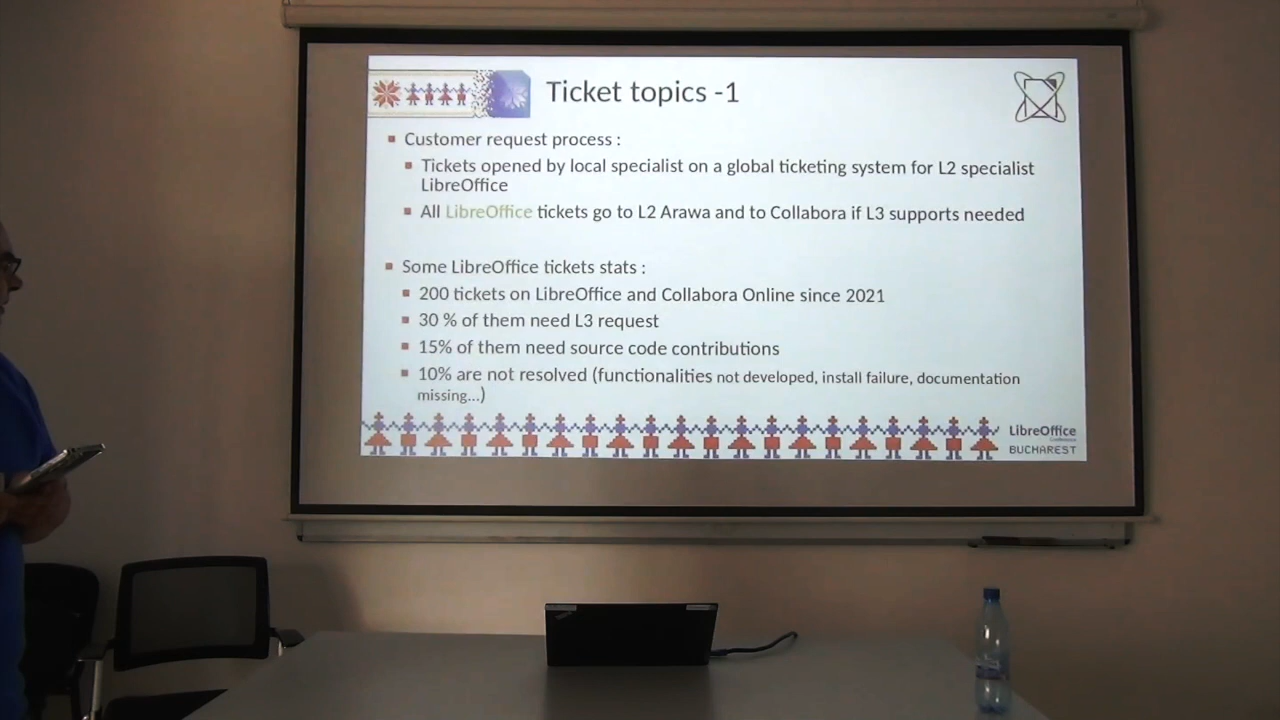 Ticket topics -1
Customer request process :
Tickets opened by local specialist on a global ticketing system for L2 specialist
LibreOffice
All LibreOffice tickets go to L2 Arawa and to Collabora if L3 supports needed
Some LibreOffice tickets stats :
200 tickets on LibreOffice and Collabora Online since 2021
30 % of them need L3 request
15% of them need source code contributions
10% are not resolved (functionalities not developed, install failure, documentation
missing...)
LibreOffice
Conference
BUCHAREST